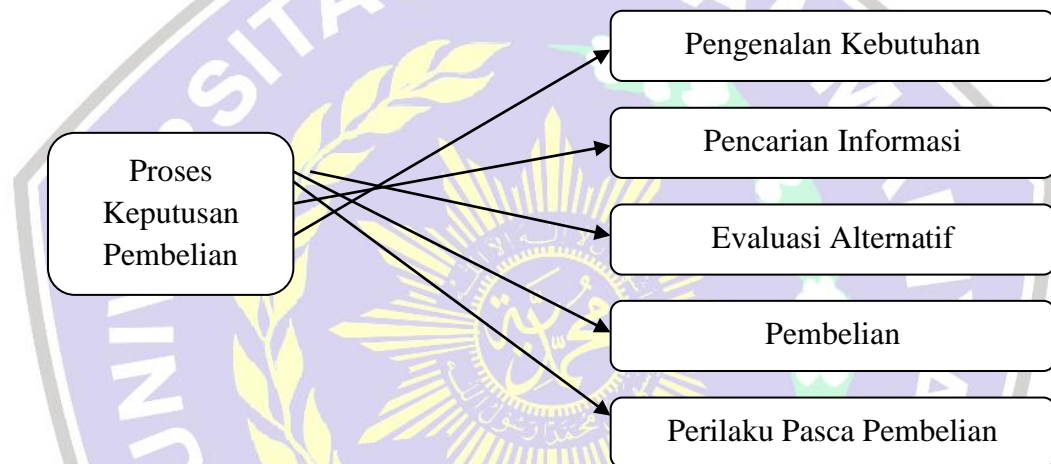 Proses
Keputusan
Pembelian
Pengenalan Kebutuhan
Pencarian Informasi
Evaluasi Alternatif
Pembelian
Perilaku Pasca Pembelian